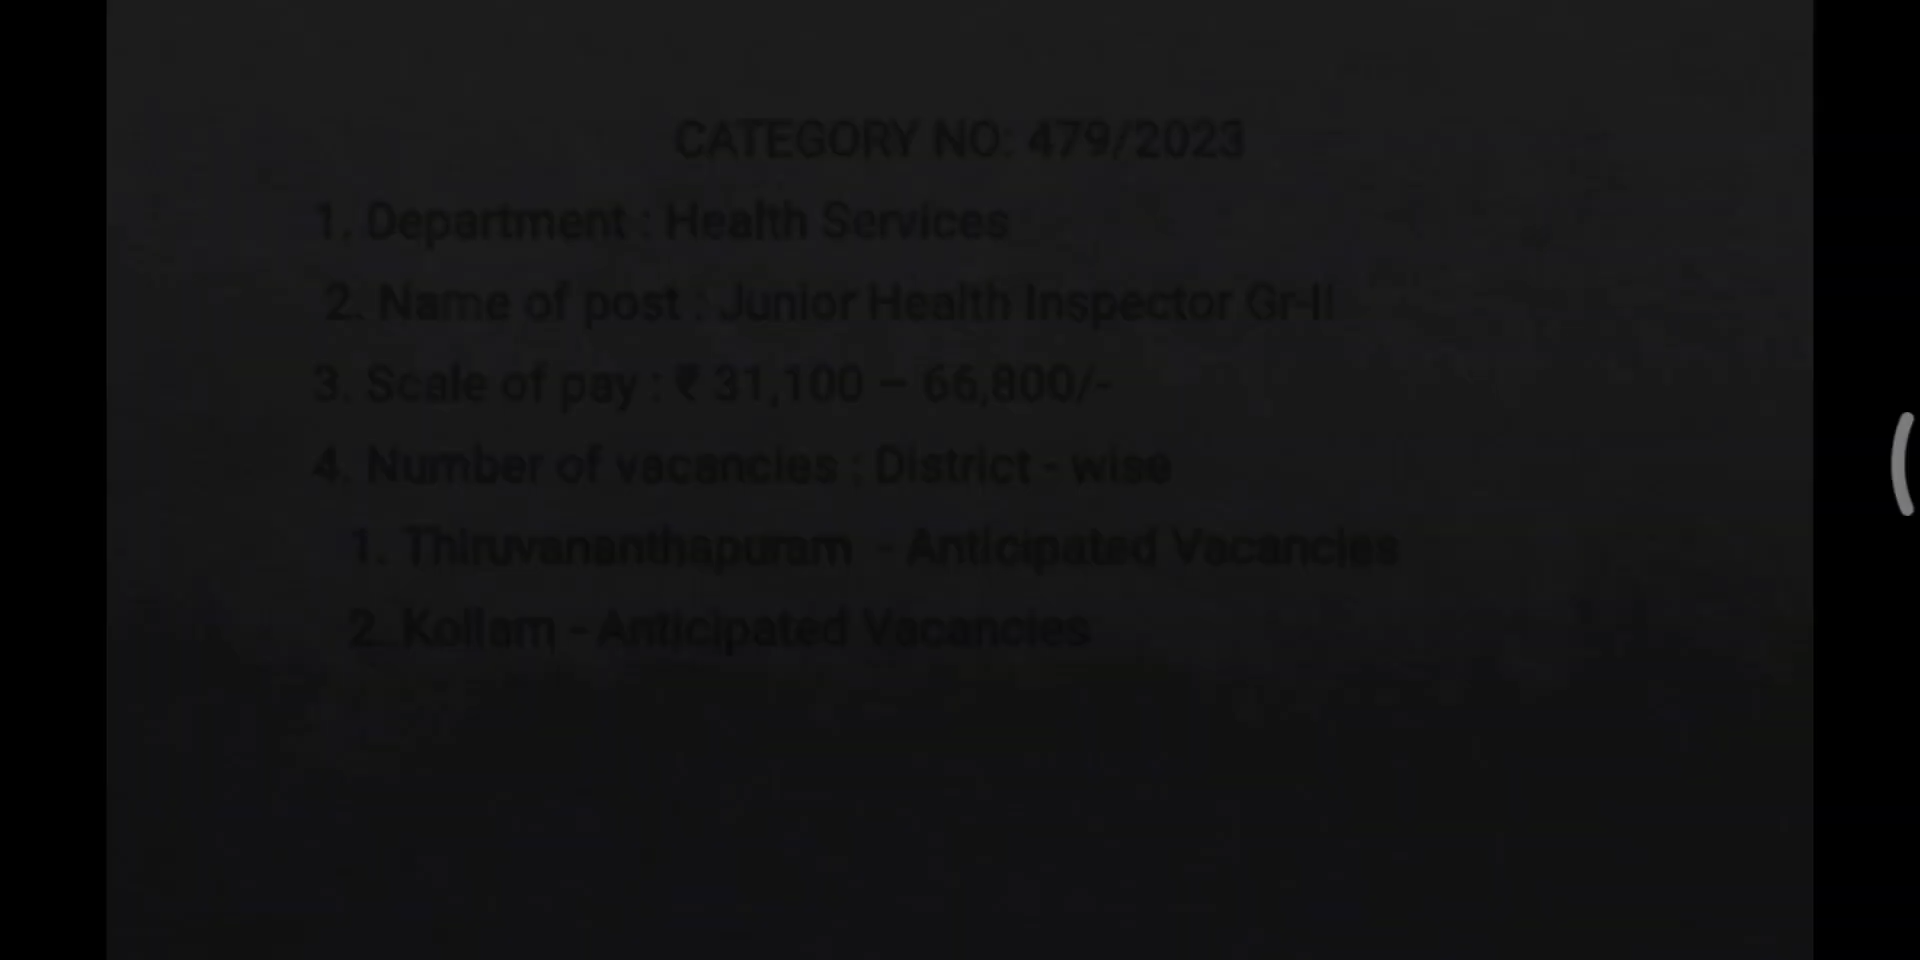 CATEGORY NO: 479/2023
1. Department : Health Services
2. Name of post : Junior Health Inspector Gr-II
3. Scale of pay : ₹ 31,100 – 66,800/-
4. Number of vacancies : District - wise
1. Thiruvananthapuram - Anticipated Vacancies
2. Kollam - Anticipated Vacancies